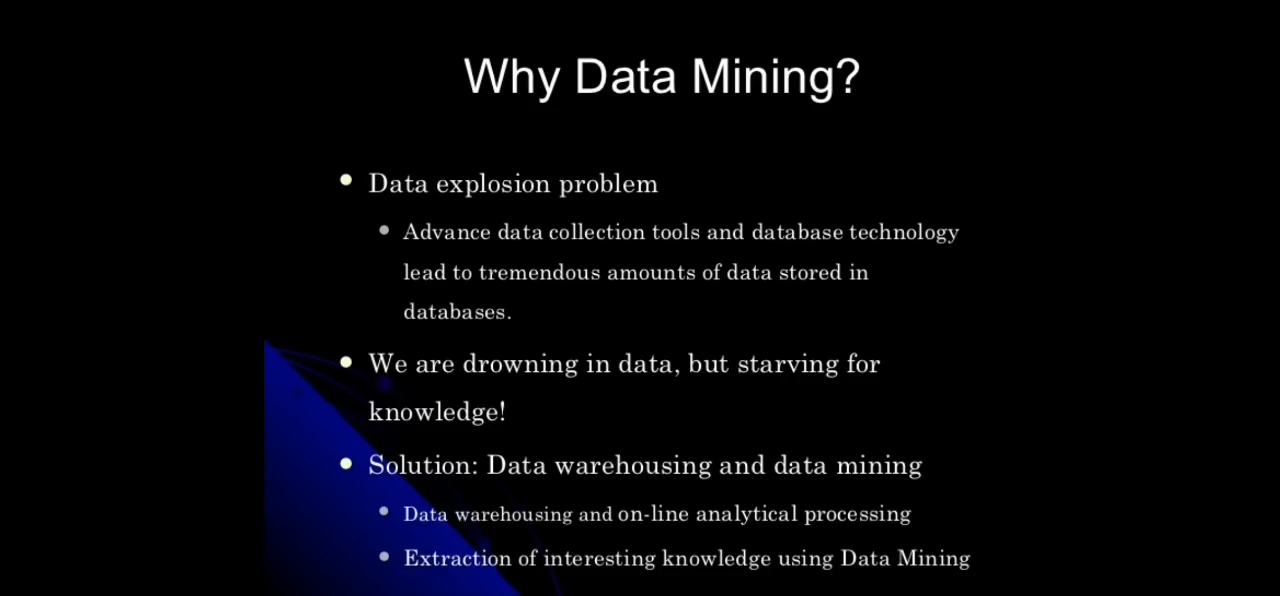 Why Data Mining?
Data explosion problem
Advance data collection tools and database technology
lead to tremendous amounts of data stored in
databases.
We are drowning in data, but starving for
knowledge!
Solution: Data warehousing and data mining
Data warehousing and on-line analytical processing
Extraction of interesting knowledge using Data Mining